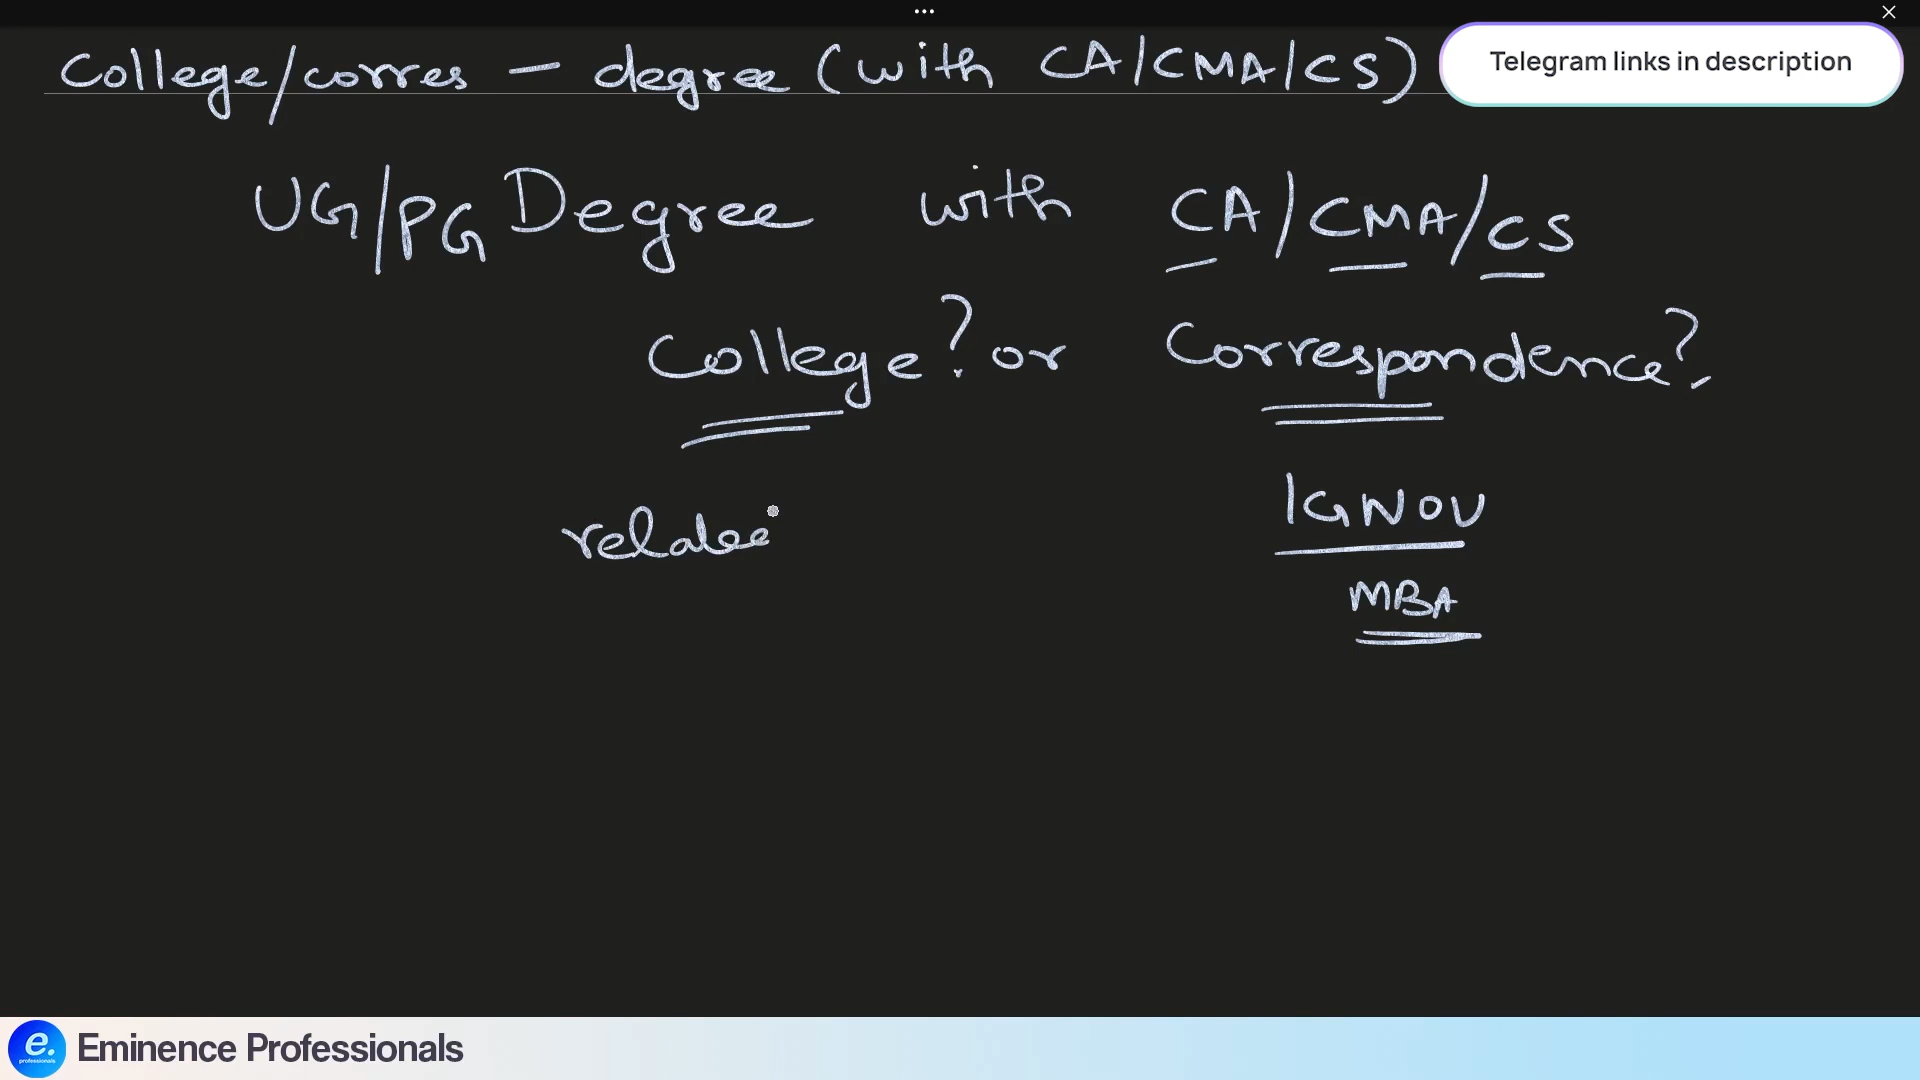 College/corres - degree (with CA/CMA/CS)
Telegram links in description
UG/PG Degree with CA/CMA/CS
College? or Correspondence?
IGNOU
MBA
e.
professionals
Eminence Professionals